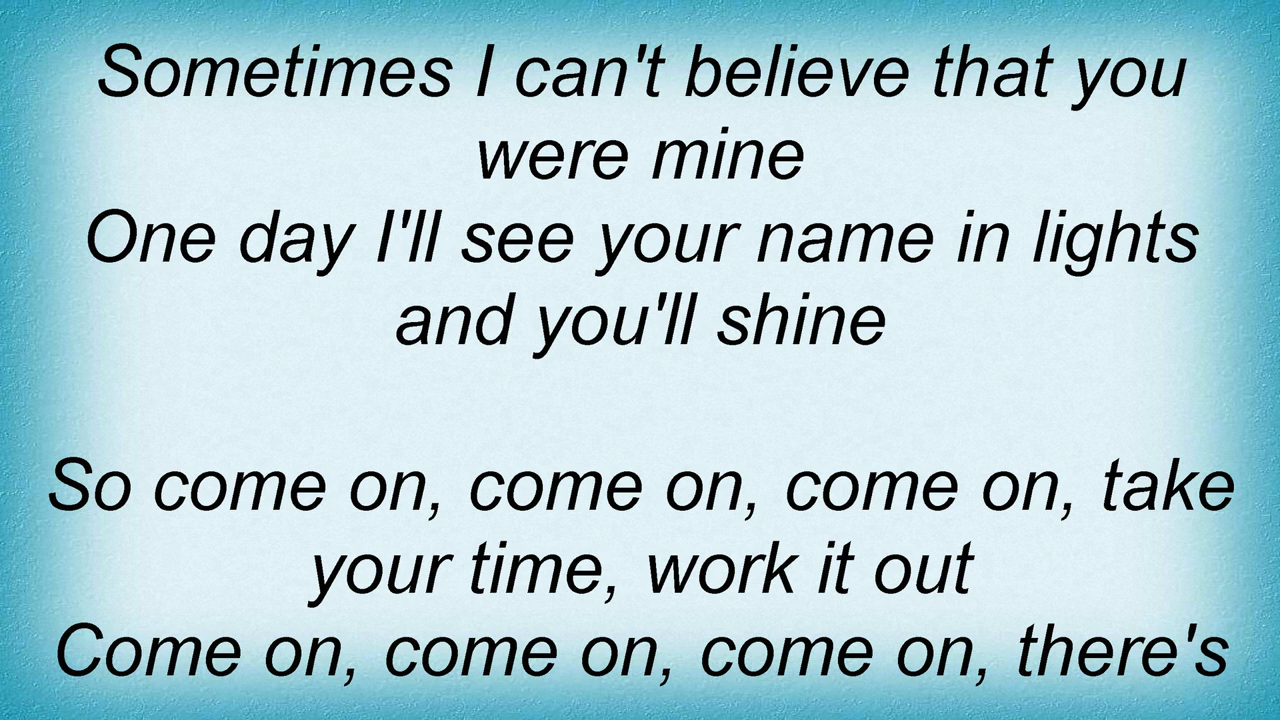 Sometimes I can't believe that you
were mine
One day I'll see your name in lights
and you'll shine
So come on, come on, come on, take
your time, work it out
Come on, come on, come on, there's